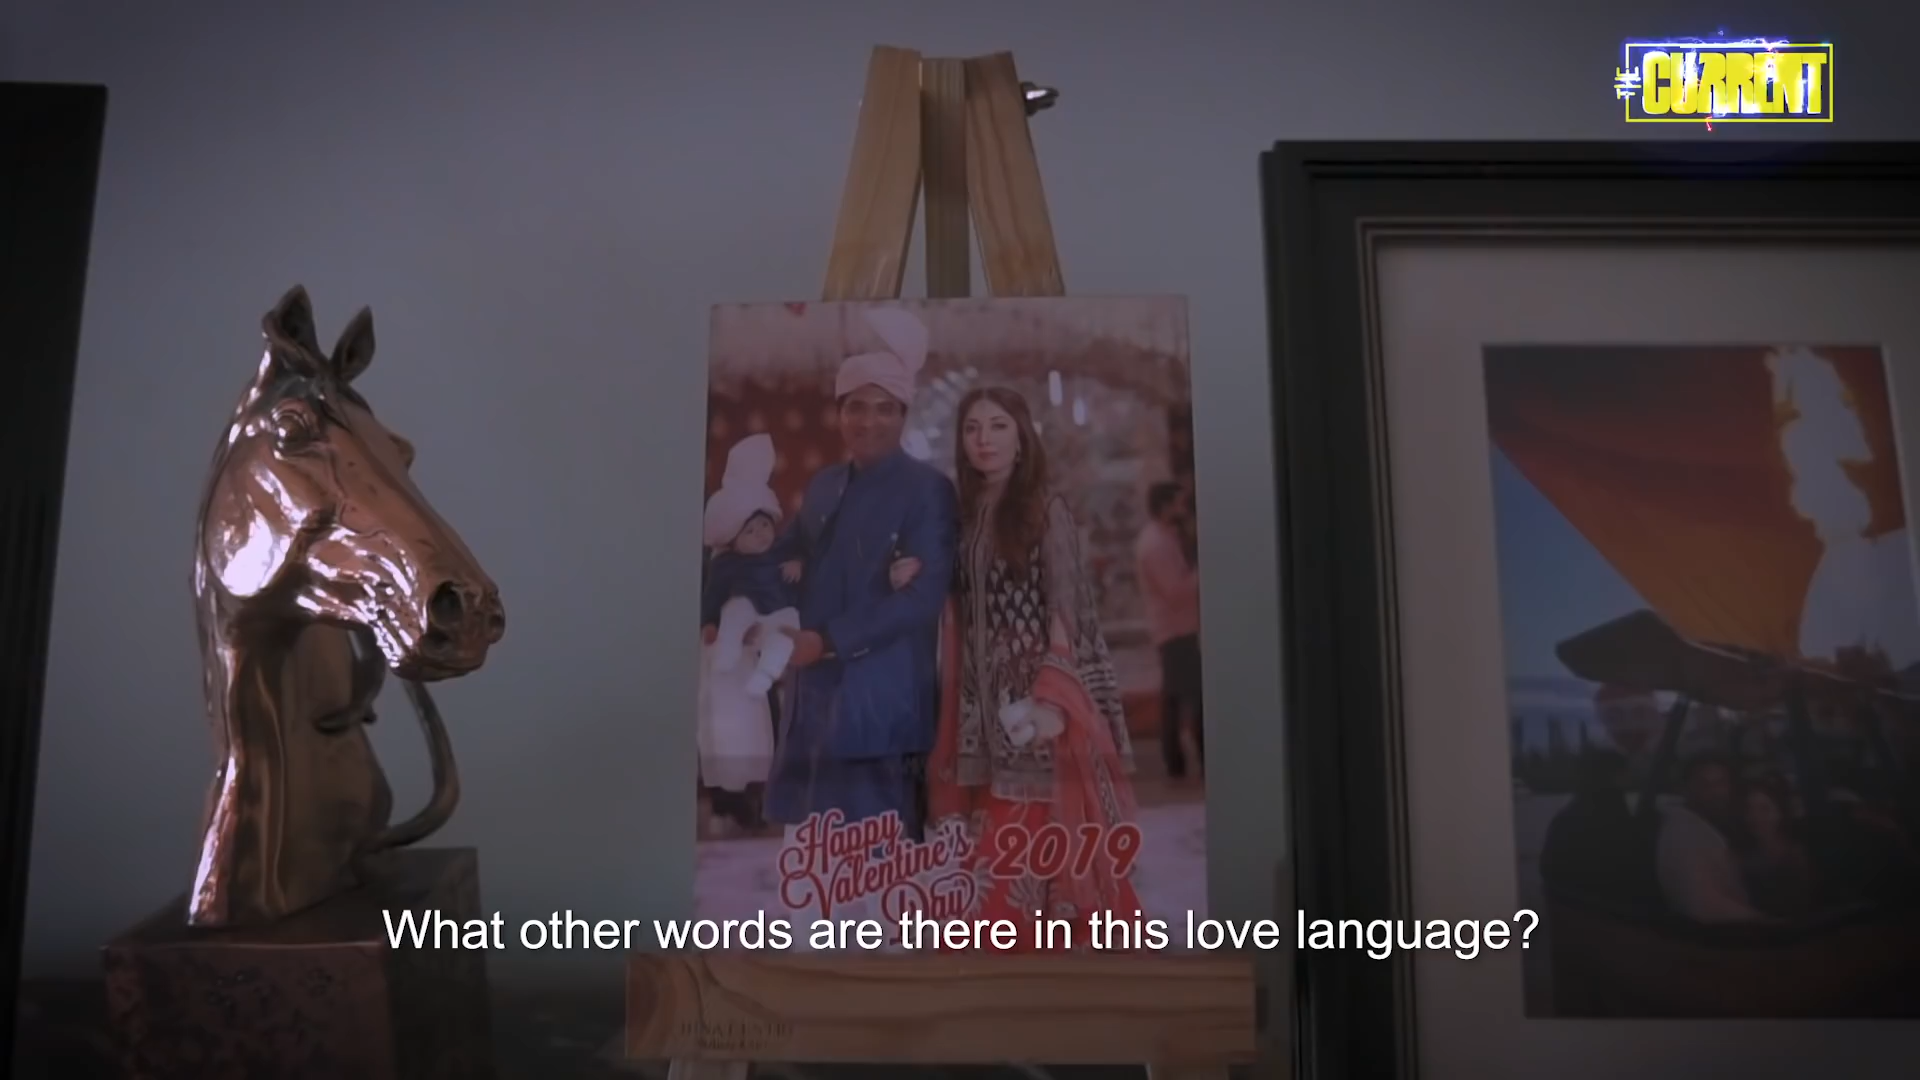 THE CURRENT
Happy
Valentine's
Day
2019
What other words are there in this love language?